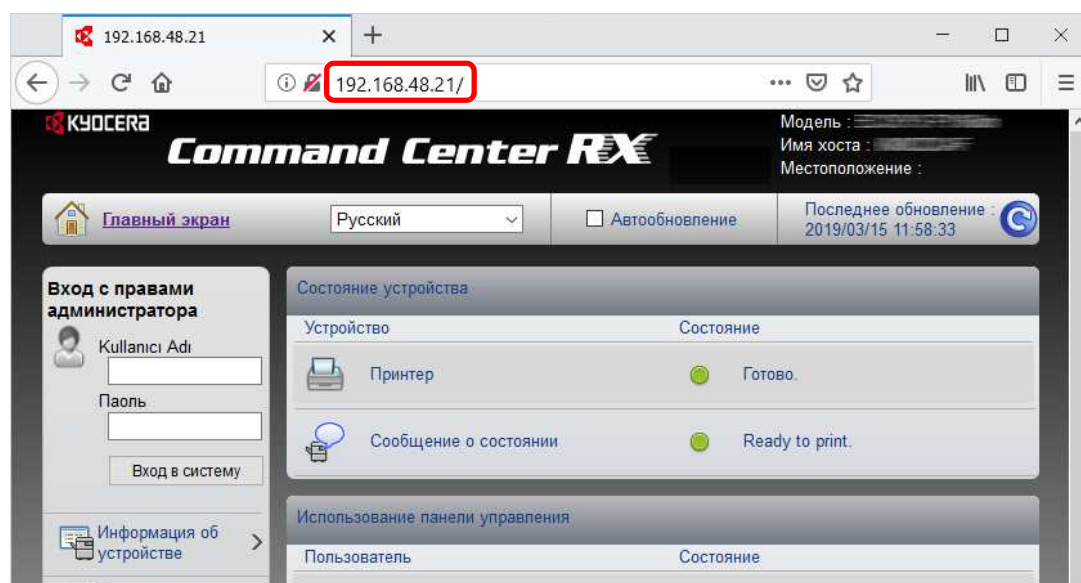 192.168.48.21
192.168.48.21/
KYOCERA
Command Center RX
Модель :
Имя хоста :
Местоположение :
Главный экран
Русский
Автообновление
Последнее обновление :
2019/03/15 11:58:33
Вход с правами
администратора
Kullanıcı Adı
Паоль
Вход в систему
Информация об
устройстве
Состояние устройства
Устройство Состояние
Принтер Готово.
Сообщение о состоянии Ready to print.
Использование панели управления
Пользователь Состояние